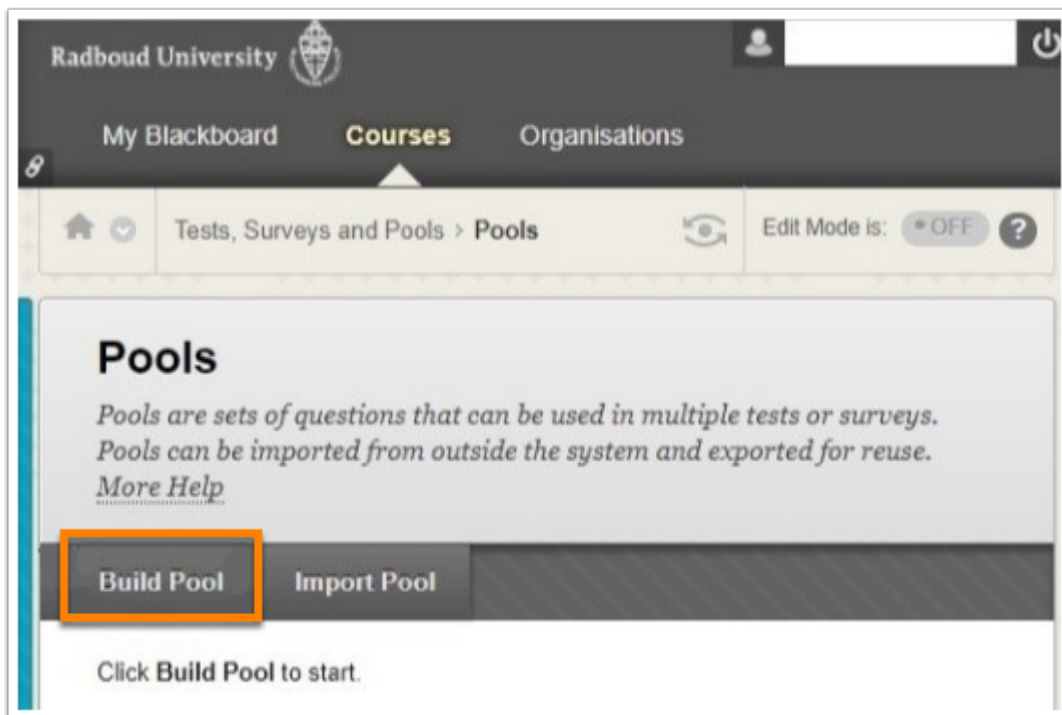 Radboud University
My Blackboard Courses Organisations
Tests, Surveys and Pools > Pools Edit Mode is: • OFF ?
Pools
Pools are sets of questions that can be used in multiple tests or surveys.
Pools can be imported from outside the system and exported for reuse.
More Help
Build Pool Import Pool
Click Build Pool to start.